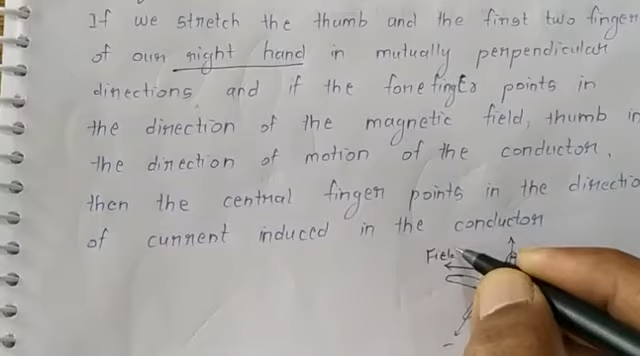 If we stretch the thumb and the first two finger
of our right hand in mutually perpendicular
directions and if the forefinger points in
the direction of the magnetic field, thumb in
the direction of motion of the conductor,
then the central finger points in the directio
of current induced in the conductor
Fiel